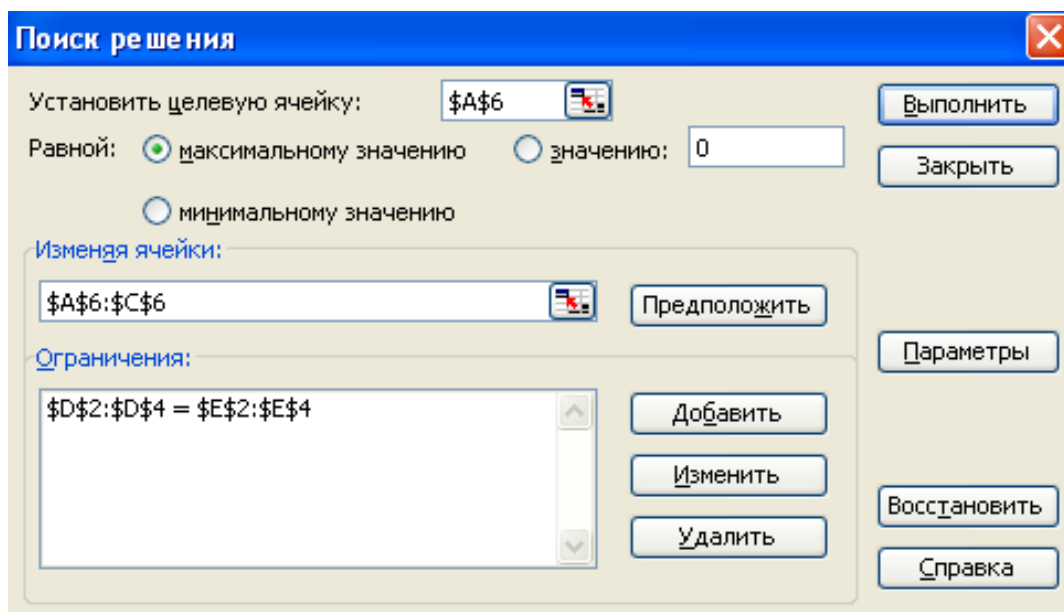 Поиск решения
Установить целевую ячейку: $A$6 Выполнить
Равной: максимальному значению значению: 0 Закрыть
минимальному значению
Изменяя ячейки:
$A$6:$C$6 Предположить
Ограничения: Параметры
$D$2:$D$4 = $E$2:$E$4 Добавить
Изменить
Восстановить
Удалить
Справка